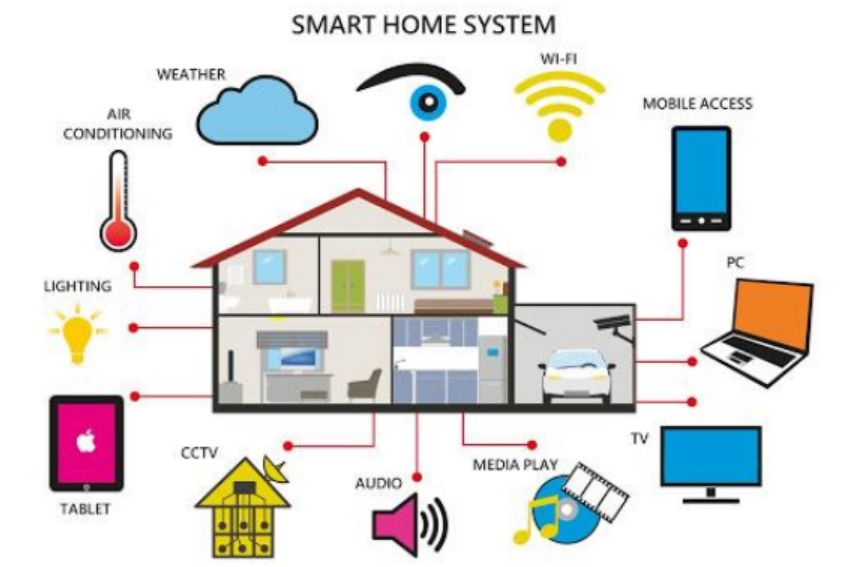 SMART HOME SYSTEM
WEATHER
WI-FI
MOBILE ACCESS
AIR
CONDITIONING
PC
LIGHTING
TV
CCTV
MEDIA PLAY
AUDIO
TABLET